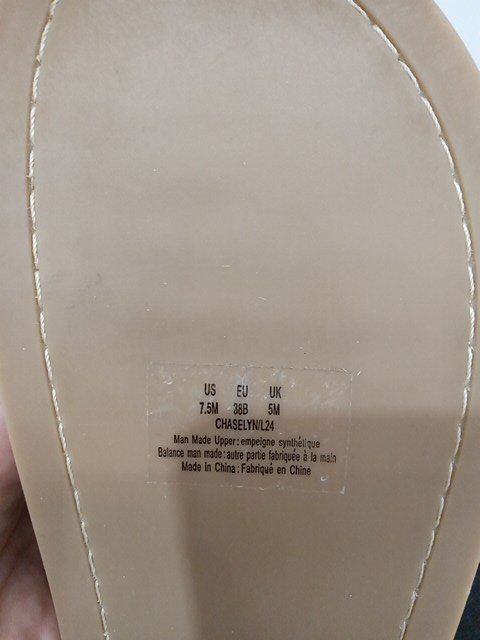 US EU UK
7.5M 38B 5M
CHASELYN/L24
Man Made Upper: empeigne synthétique
Balance man made: autre partie fabriquée à la main
Made in China: Fabriqué en Chine